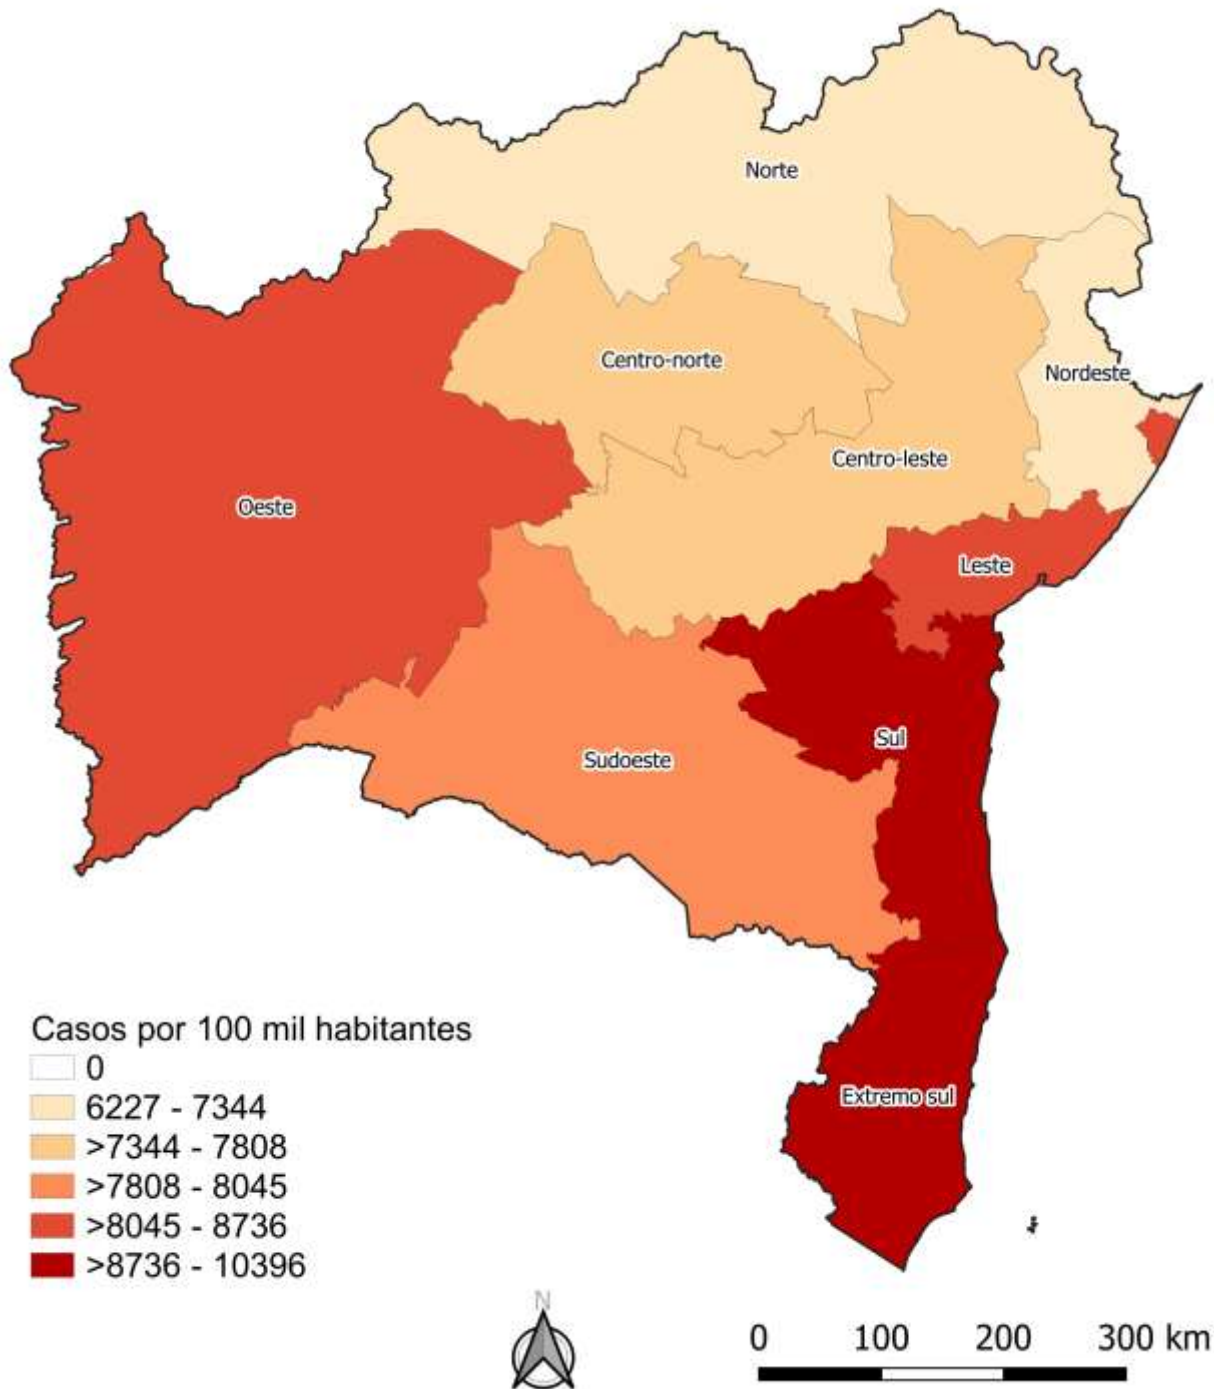 Norte
Centro-norte
Nordeste
Centro-leste
Oeste
Leste
Sul
Sudoeste
Extremo sul
Casos por 100 mil habitantes
0
6227 - 7344
>7344 - 7808
>7808 - 8045
>8045 - 8736
>8736 - 10396
N
0 100 200 300 km